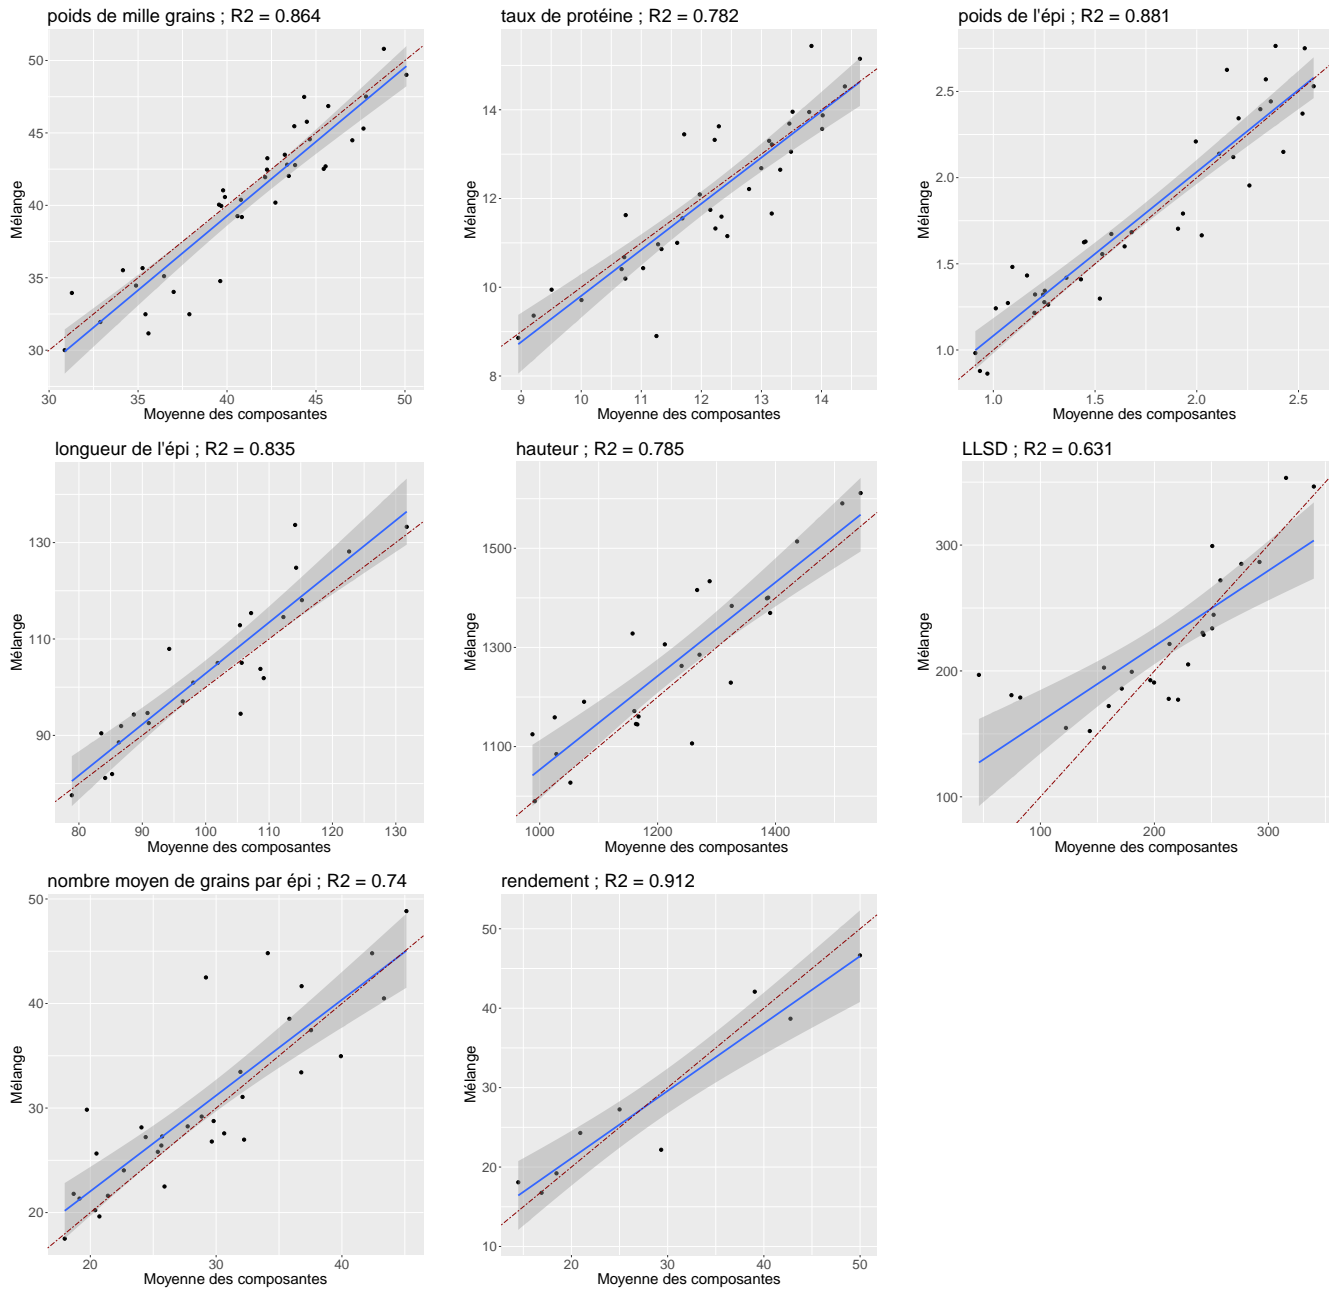 poids de mille grains ; R2 = 0.864
Mélange
50
45
40
35
30
30 35 40 45 50
Moyenne des composantes
taux de protéine ; R2 = 0.782
Mélange
14
12
10
8
9 10 11 12 13 14
Moyenne des composantes
poids de l'épi ; R2 = 0.881
Mélange
2.5
2.0
1.5
1.0
1.0 1.5 2.0 2.5
Moyenne des composantes
longueur de l'épi ; R2 = 0.835
Mélange
130
110
90
80 90 100 110 120 130
Moyenne des composantes
hauteur ; R2 = 0.785
Mélange
1500
1300
1100
1000 1200 1400
Moyenne des composantes
LLSD ; R2 = 0.631
Mélange
300
200
100
100 200 300
Moyenne des composantes
nombre moyen de grains par épi ; R2 = 0.74
Mélange
50
40
30
20
20 30 40
Moyenne des composantes
rendement ; R2 = 0.912
Mélange
50
40
30
20
10
20 30 40 50
Moyenne des composantes